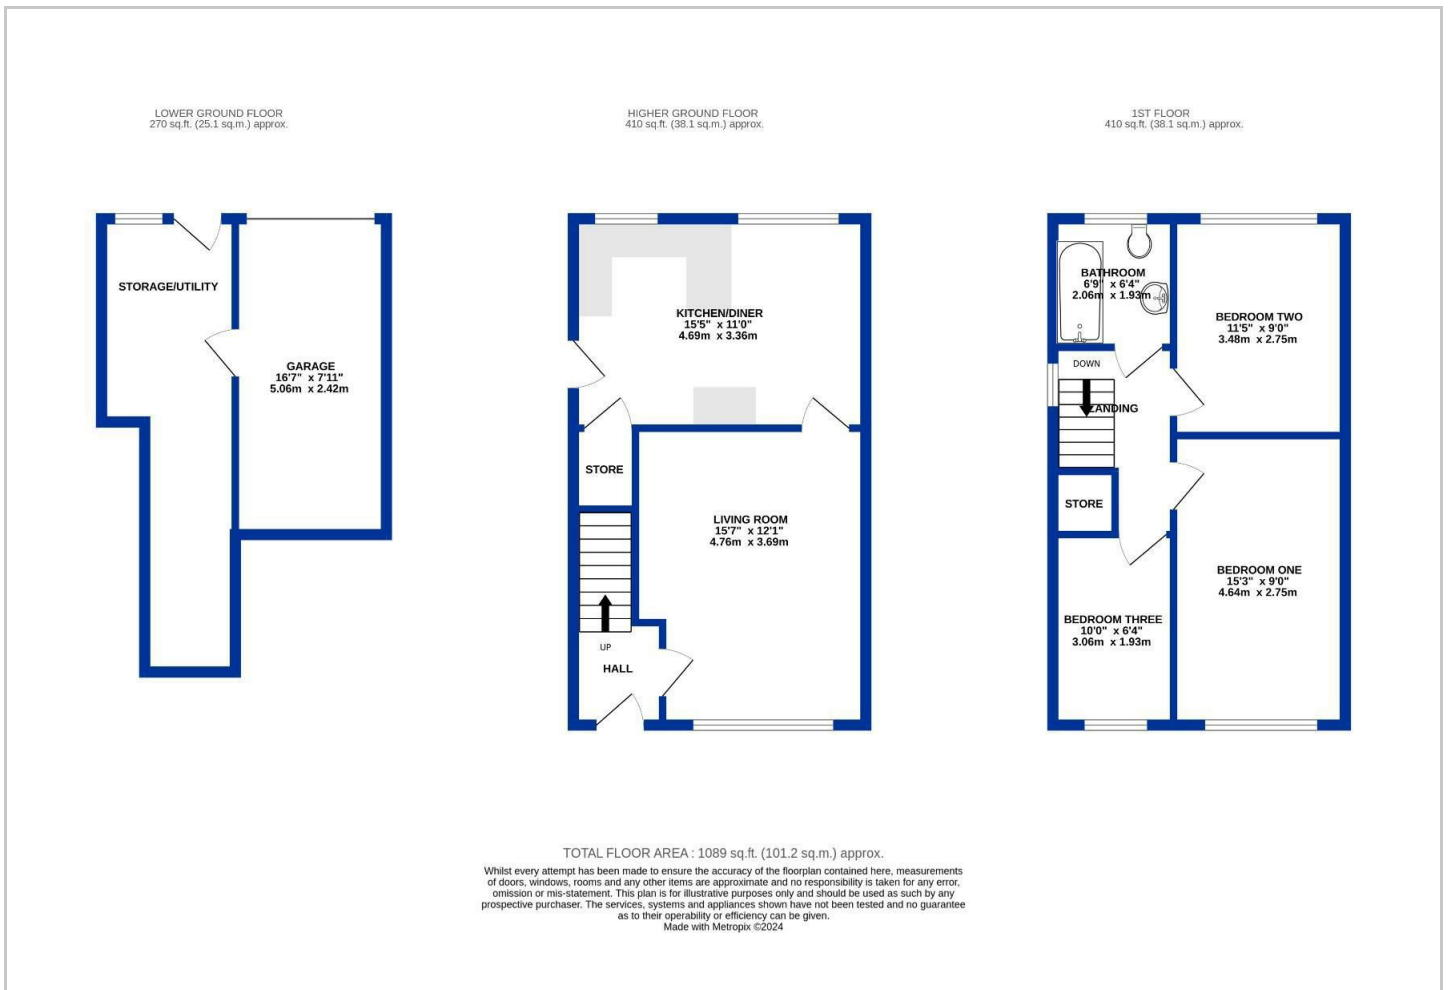 LOWER GROUND FLOOR
270 sq.ft. (25.1 sq.m.) approx.
STORAGE/UTILITY
GARAGE
16'7" x 7'11"
5.06m x 2.42m
HIGHER GROUND FLOOR
410 sq.ft. (38.1 sq.m.) approx.
KITCHEN/DINER
15'5" x 11'0"
4.69m x 3.36m
STORE
LIVING ROOM
15'7" x 12'1"
4.76m x 3.69m
UP
HALL
1ST FLOOR
410 sq.ft. (38.1 sq.m.) approx.
BATHROOM
6'9" x 6'4"
2.06m x 1.93m
BEDROOM TWO
11'5" x 9'0"
3.48m x 2.75m
DOWN
LANDING
STORE
BEDROOM ONE
15'3" x 9'0"
4.64m x 2.75m
BEDROOM THREE
10'0" x 6'4"
3.06m x 1.93m
TOTAL FLOOR AREA : 1089 sq.ft. (101.2 sq.m.) approx.
Whilst every attempt has been made to ensure the accuracy of the floorplan contained here, measurements
of doors, windows, rooms and any other items are approximate and no responsibility is taken for any error,
omission or mis-statement. This plan is for illustrative purposes only and should be used as such by any
prospective purchaser. The services, systems and appliances shown have not been tested and no guarantee
as to their operability or efficiency can be given.
Made with Metropix ©2024